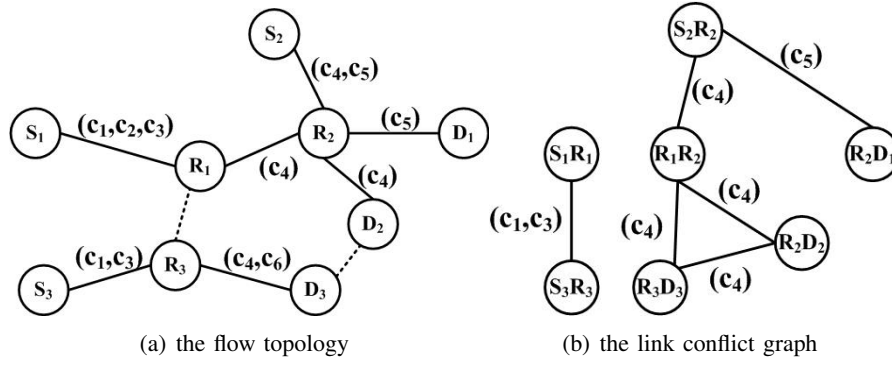 S₂
(c₄,c₅)
S₁
(c₁,c₂,c₃)
R₂
(c₅)
D₁
R₁
(c₄)
(c₄)
D₂
(c₁,c₃)
R₃
(c₄,c₆)
S₃
D₃
(a) the flow topology
S₂R₂
(c₅)
(c₄)
S₁R₁
R₁R₂
R₂D₁
(c₄)
(c₁,c₃)
(c₄)
R₂D₂
(c₄)
S₃R₃
R₃D₃
(b) the link conflict graph